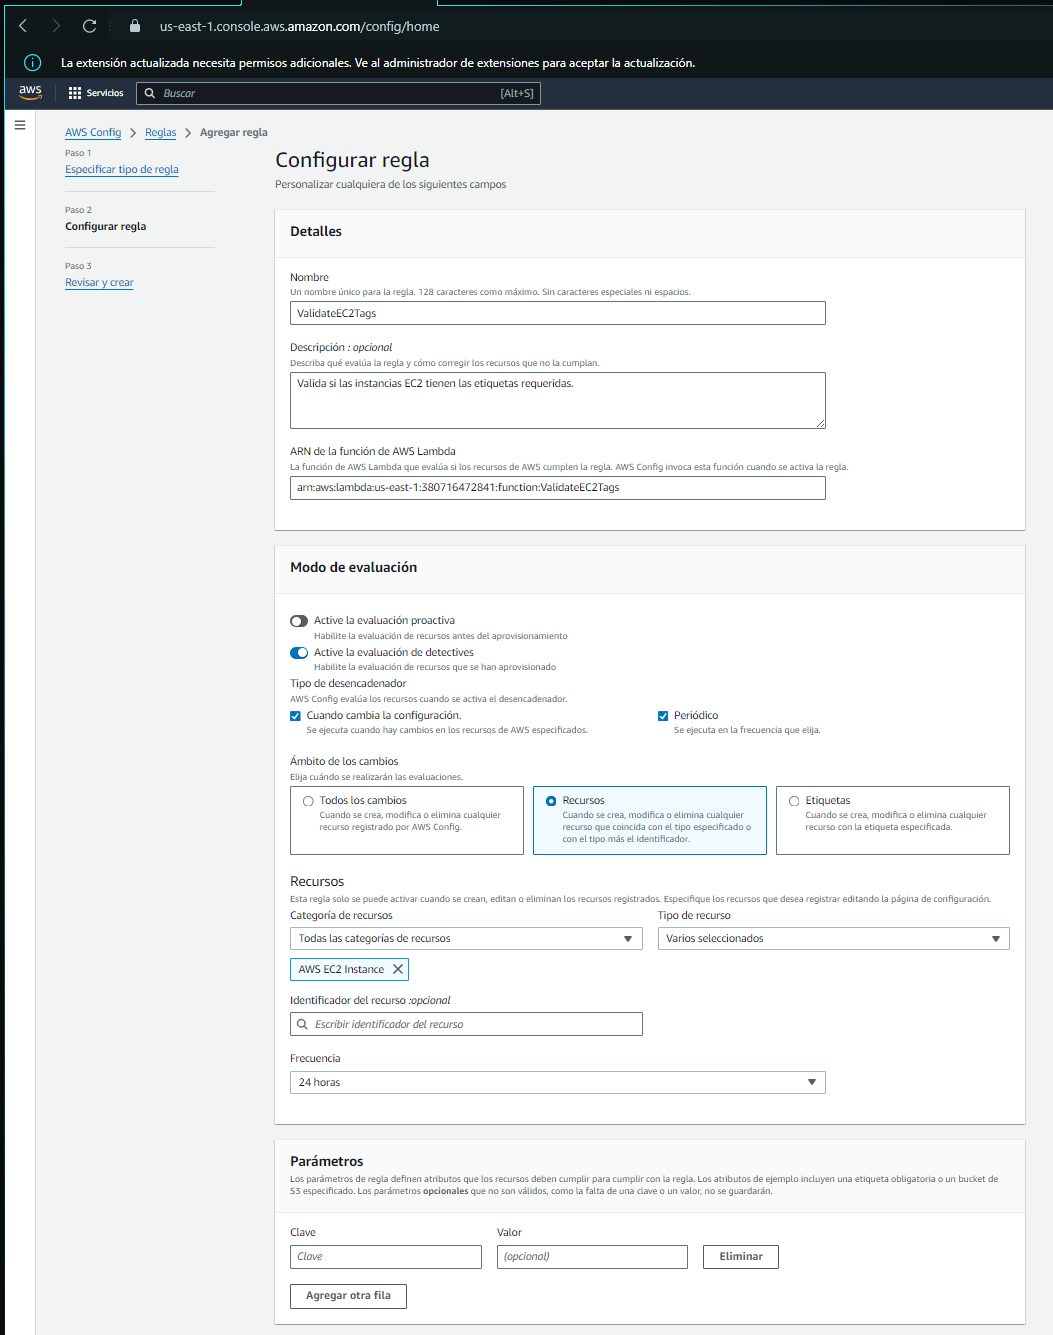 us-east-1.console.aws.amazon.com/config/home
La extensión actualizada necesita permisos adicionales. Ve al administrador de extensiones para aceptar la actualización.
aws
Servicios
Buscar
[Alt+S]
AWS Config > Reglas > Agregar regla
Paso 1
Especificar tipo de regla
Paso 2
Configurar regla
Paso 3
Revisar y crear
Configurar regla
Personalizar cualquiera de los siguientes campos
Detalles
Nombre
Un nombre único para la regla. 128 caracteres como máximo. Sin caracteres especiales ni espacios.
ValidateEC2Tags
Descripción : opcional
Describa qué evalúa la regla y cómo corregir los recursos que no la cumplan.
Valida si las instancias EC2 tienen las etiquetas requeridas.
ARN de la función de AWS Lambda
La función de AWS Lambda que evalúa si los recursos de AWS cumplen la regla. AWS Config invoca esta función cuando se activa la regla.
arn:aws:lambda:us-east-1:380716472841:function:ValidateEC2Tags
Modo de evaluación
Active la evaluación proactiva
Habilite la evaluación de recursos antes del aprovisionamiento
Active la evaluación de detectives
Habilite la evaluación de recursos que se han aprovisionado
Tipo de desencadenador
AWS Config evalúa los recursos cuando se activa el desencadenador.
Cuando cambia la configuración.
Se ejecuta cuando hay cambios en los recursos de AWS especificados.
Periódico
Se ejecuta en la frecuencia que elija.
Ámbito de los cambios
Elija cuándo se realizarán las evaluaciones.
Todos los cambios
Cuando se crea, modifica o elimina cualquier
recurso registrado por AWS Config.
Recursos
Cuando se crea, modifica o elimina cualquier
recurso que coincida con el tipo especificado o
con el tipo más el identificador.
Etiquetas
Cuando se crea, modifica o elimina cualquier
recurso con la etiqueta especificada.
Recursos
Esta regla solo se puede activar cuando se crean, editan o eliminan los recursos registrados. Especifique los recursos que desea registrar editando la página de configuración.
Categoría de recursos
Todas las categorías de recursos
Tipo de recurso
Varios seleccionados
AWS EC2 Instance
Identificador del recurso :opcional
Escribir identificador del recurso
Frecuencia
24 horas
Parámetros
Los parámetros de regla definen atributos que los recursos deben cumplir para cumplir con la regla. Los atributos de ejemplo incluyen una etiqueta obligatoria o un bucket de
S3 especificado. Los parámetros opcionales que no son válidos, como la falta de una clave o un valor, no se guardarán.
Clave
Valor
Clave
(opcional)
Eliminar
Agregar otra fila